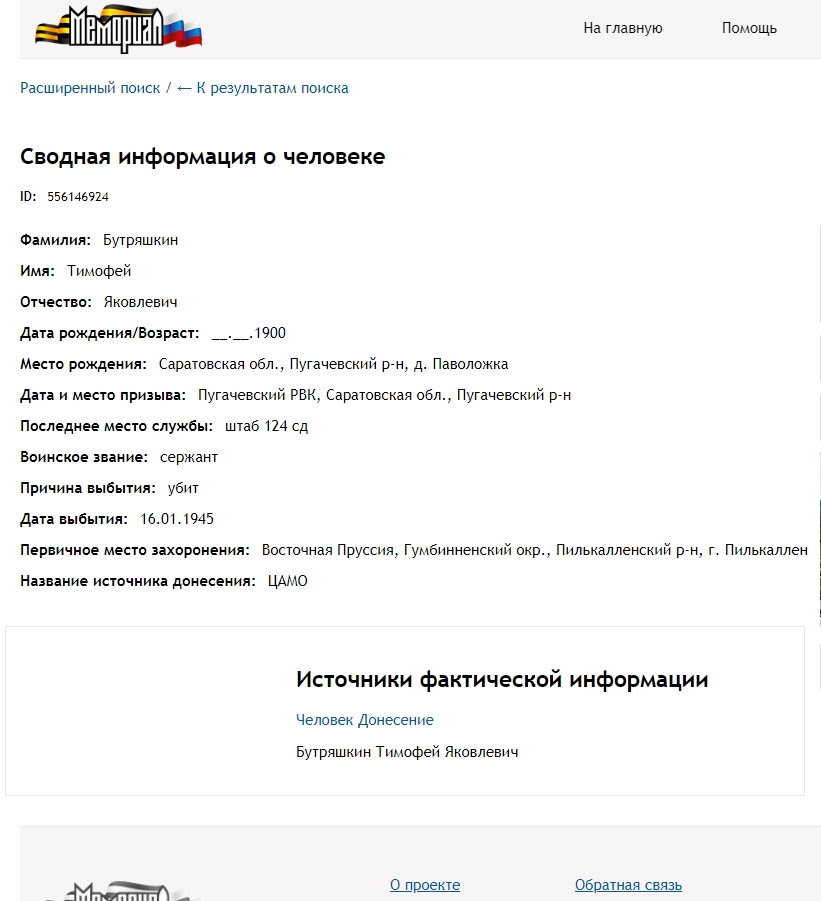 Мемориал
На главную Помощь
Расширенный поиск / ← К результатам поиска
Сводная информация о человеке
ID: 556146924
Фамилия: Бутряшкин
Имя: Тимофей
Отчество: Яковлевич
Дата рождения/Возраст: __.__.1900
Место рождения: Саратовская обл., Пугачевский р-н, д. Паволожка
Дата и место призыва: Пугачевский РВК, Саратовская обл., Пугачевский р-н
Последнее место службы: штаб 124 сд
Воинское звание: сержант
Причина выбытия: убит
Дата выбытия: 16.01.1945
Первичное место захоронения: Восточная Пруссия, Гумбинненский окр., Пилькалленский р-н, г. Пилькаллен
Название источника донесения: ЦАМО
Источники фактической информации
Человек Донесение
Бутряшкин Тимофей Яковлевич
Мемориал
О проекте Обратная связь